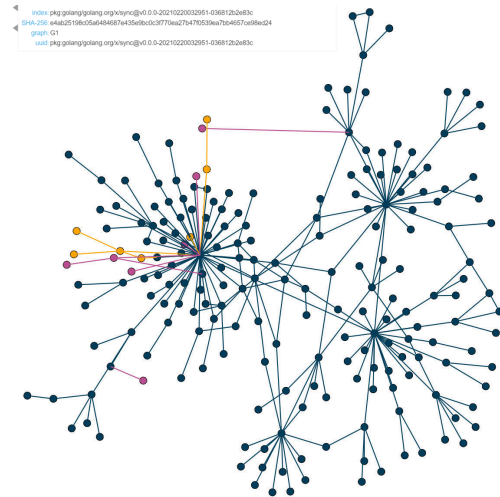 index: pkg:golang/golang.org/x/sync@v0.0.0-20210220032951-036812b2e83c
SHA-256: e4ab25198c05a6484687e435e9bc0c3f770ea27b47f0539ea7bb4657ce98ed24
graph: G1
uuid: pkg:golang/golang.org/x/sync@v0.0.0-20210220032951-036812b2e83c